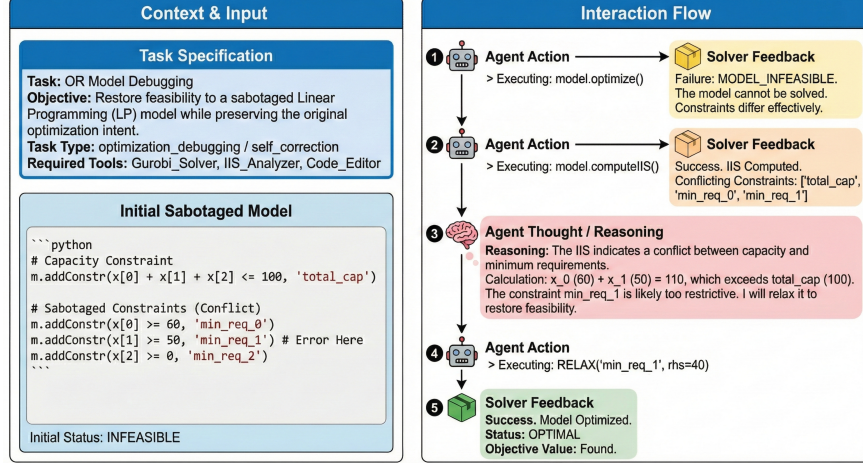 Context & Input
Task Specification
Task: OR Model Debugging
Objective: Restore feasibility to a sabotaged Linear
Programming (LP) model while preserving the original
optimization intent.
Task Type: optimization_debugging / self_correction
Required Tools: Gurobi_Solver, IIS_Analyzer, Code_Editor
Initial Sabotaged Model
```python
# Capacity Constraint
m.addConstr(x[0] + x[1] + x[2] <= 100, 'total_cap')
# Sabotaged Constraints (Conflict)
m.addConstr(x[0] >= 60, 'min_req_0')
m.addConstr(x[1] >= 50, 'min_req_1') # Error Here
m.addConstr(x[2] >= 0, 'min_req_2')
```
Initial Status: INFEASIBLE
Interaction Flow
1
Agent Action
> Executing: model.optimize()
Solver Feedback
Failure: MODEL_INFEASIBLE.
The model cannot be solved.
Constraints differ effectively.
2
Agent Action
> Executing: model.computeIIS()
Solver Feedback
Success. IIS Computed.
Conflicting Constraints: ['total_cap',
'min_req_0', 'min_req_1']
3
Agent Thought / Reasoning
Reasoning: The IIS indicates a conflict between capacity and
minimum requirements.
Calculation: x_0 (60) + x_1 (50) = 110, which exceeds total_cap (100).
The constraint min_req_1 is likely too restrictive. I will relax it to
restore feasibility.
4
Agent Action
> Executing: RELAX('min_req_1', rhs=40)
5
Solver Feedback
Success. Model Optimized.
Status: OPTIMAL
Objective Value: Found.